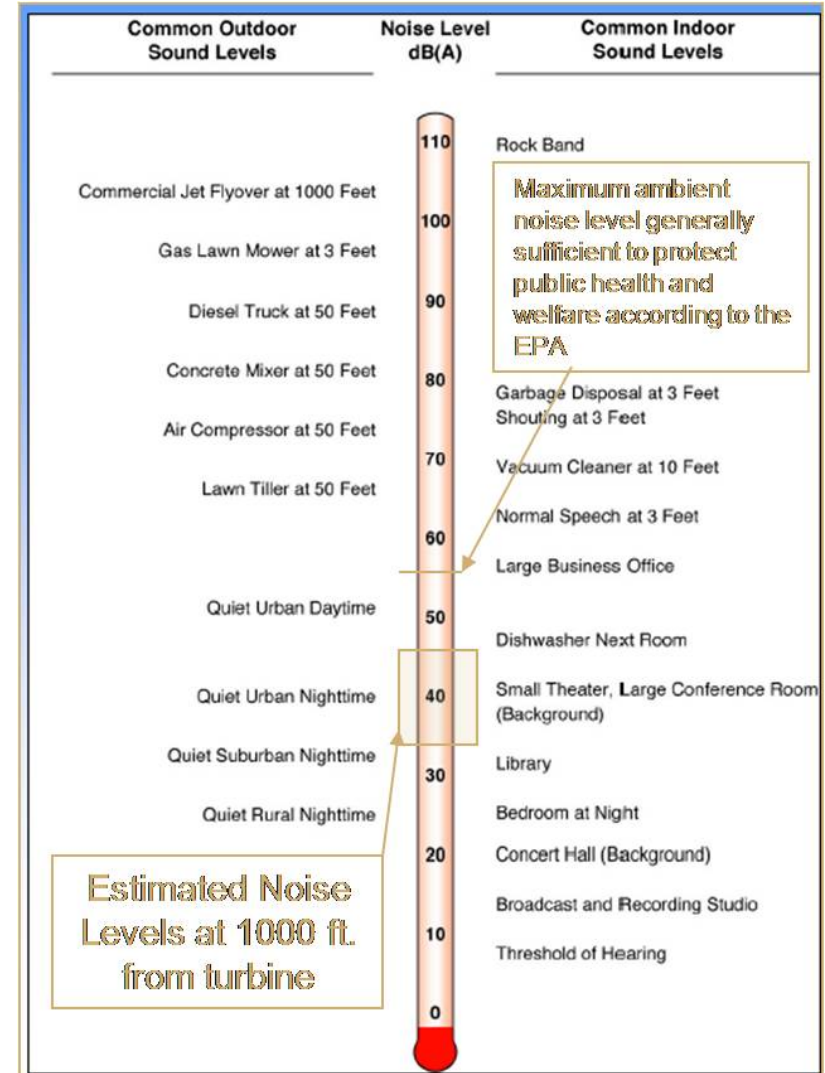 Common Outdoor
Sound Levels
Noise Level
dB(A)
Common Indoor
Sound Levels
110
Rock Band
Commercial Jet Flyover at 1000 Feet
Maximum ambient
noise level generally
sufficient to protect
public health and
welfare according to the
EPA
100
Gas Lawn Mower at 3 Feet
90
Diesel Truck at 50 Feet
Concrete Mixer at 50 Feet
80
Garbage Disposal at 3 Feet
Shouting at 3 Feet
Air Compressor at 50 Feet
70
Vacuum Cleaner at 10 Feet
Lawn Tiller at 50 Feet
Normal Speech at 3 Feet
60
Large Business Office
Quiet Urban Daytime
50
Dishwasher Next Room
Quiet Urban Nighttime
40
Small Theater, Large Conference Room
(Background)
Quiet Suburban Nighttime
30
Library
Quiet Rural Nighttime
Bedroom at Night
20
Concert Hall (Background)
Estimated Noise
Levels at 1000 ft.
from turbine
Broadcast and Recording Studio
10
Threshold of Hearing
0